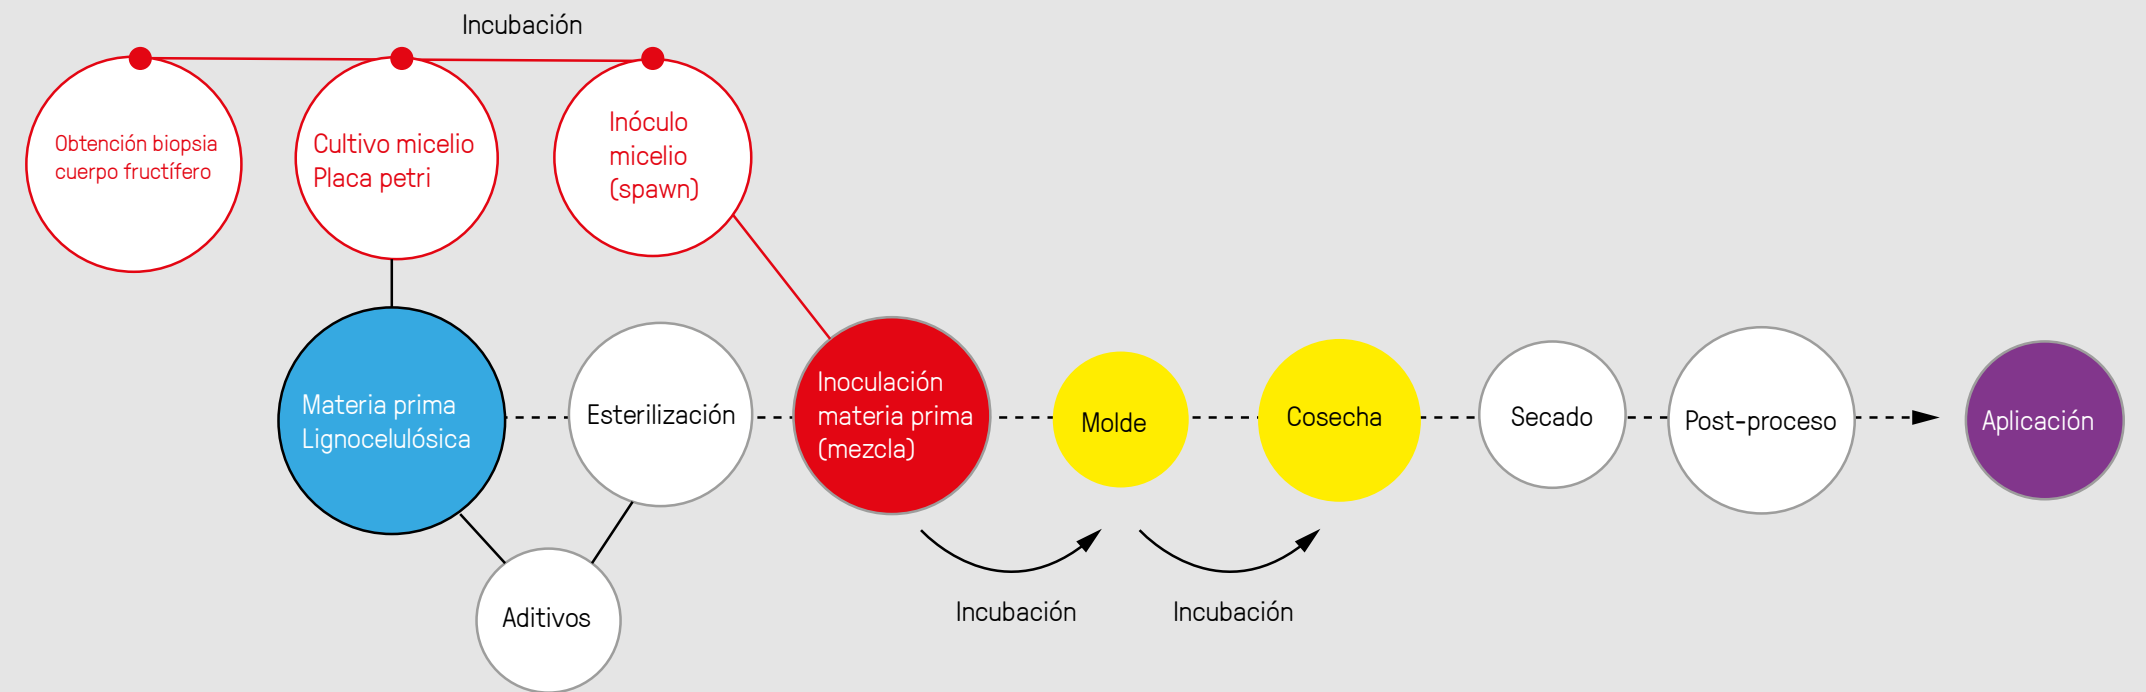 Incubación
Obtención biopsia
cuerpo fructífero
Cultivo micelio
Placa petri
Inóculo
micelio
(spawn)
Materia prima
Lignocelulósica
Esterilización
Inoculación
materia prima
(mezcla)
Molde
Cosecha
Secado
Post-proceso
Aplicación
Aditivos
Incubación
Incubación